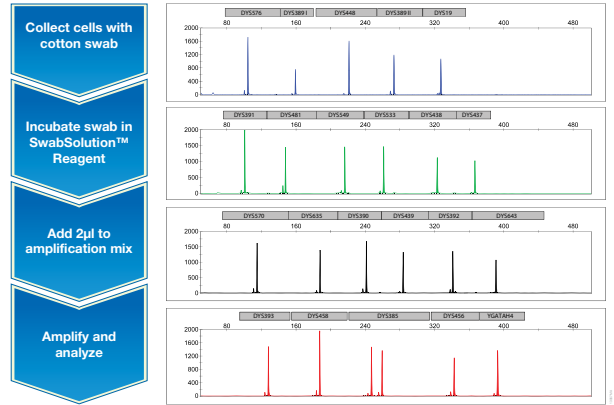 Collect cells with
cotton swab
Incubate swab in
SwabSolution™
Reagent
Add 2µl to
amplification mix
Amplify and
analyze
DYS576 DYS389I DYS448 DYS389II DYS19
80 160 240 320 400 480
2000
1600
1200
800
400
0
DYS391 DYS481 DYS549 DYS533 DYS438 DYS437
80 160 240 320 400 480
2000
1500
1000
500
0
DYS570 DYS635 DYS390 DYS439 DYS392 DYS643
80 160 240 320 400 480
2000
1500
1000
500
0
DYS393 DYS458 DYS385 DYS456 YGATAH4
80 160 240 320 400 480
2000
1600
1200
800
400
0